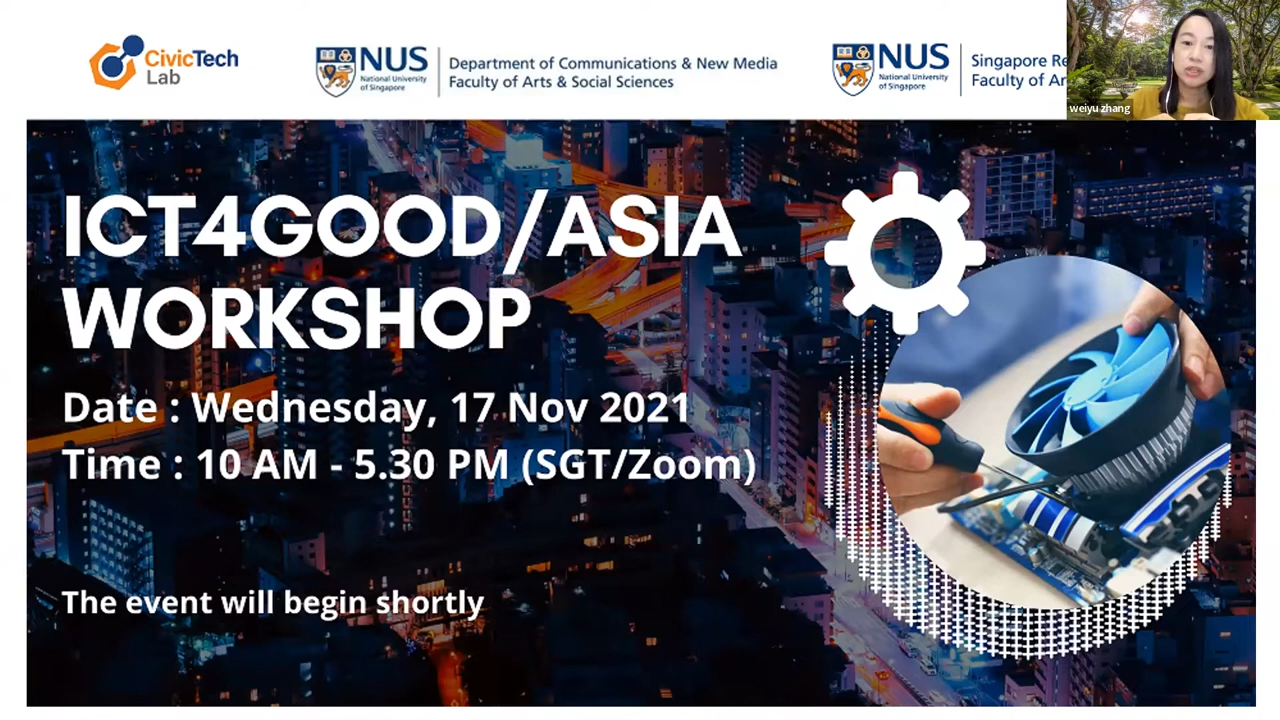 CivicTech
Lab
NUS
National University
of Singapore
Department of Communications & New Media
Faculty of Arts & Social Sciences
NUS
National University
of Singapore
Singapore Re
Faculty of Ar
weiyu zhang
ICT4GOOD/ASIA
WORKSHOP
Date : Wednesday, 17 Nov 2021
Time : 10 AM - 5.30 PM (SGT/Zoom)
The event will begin shortly